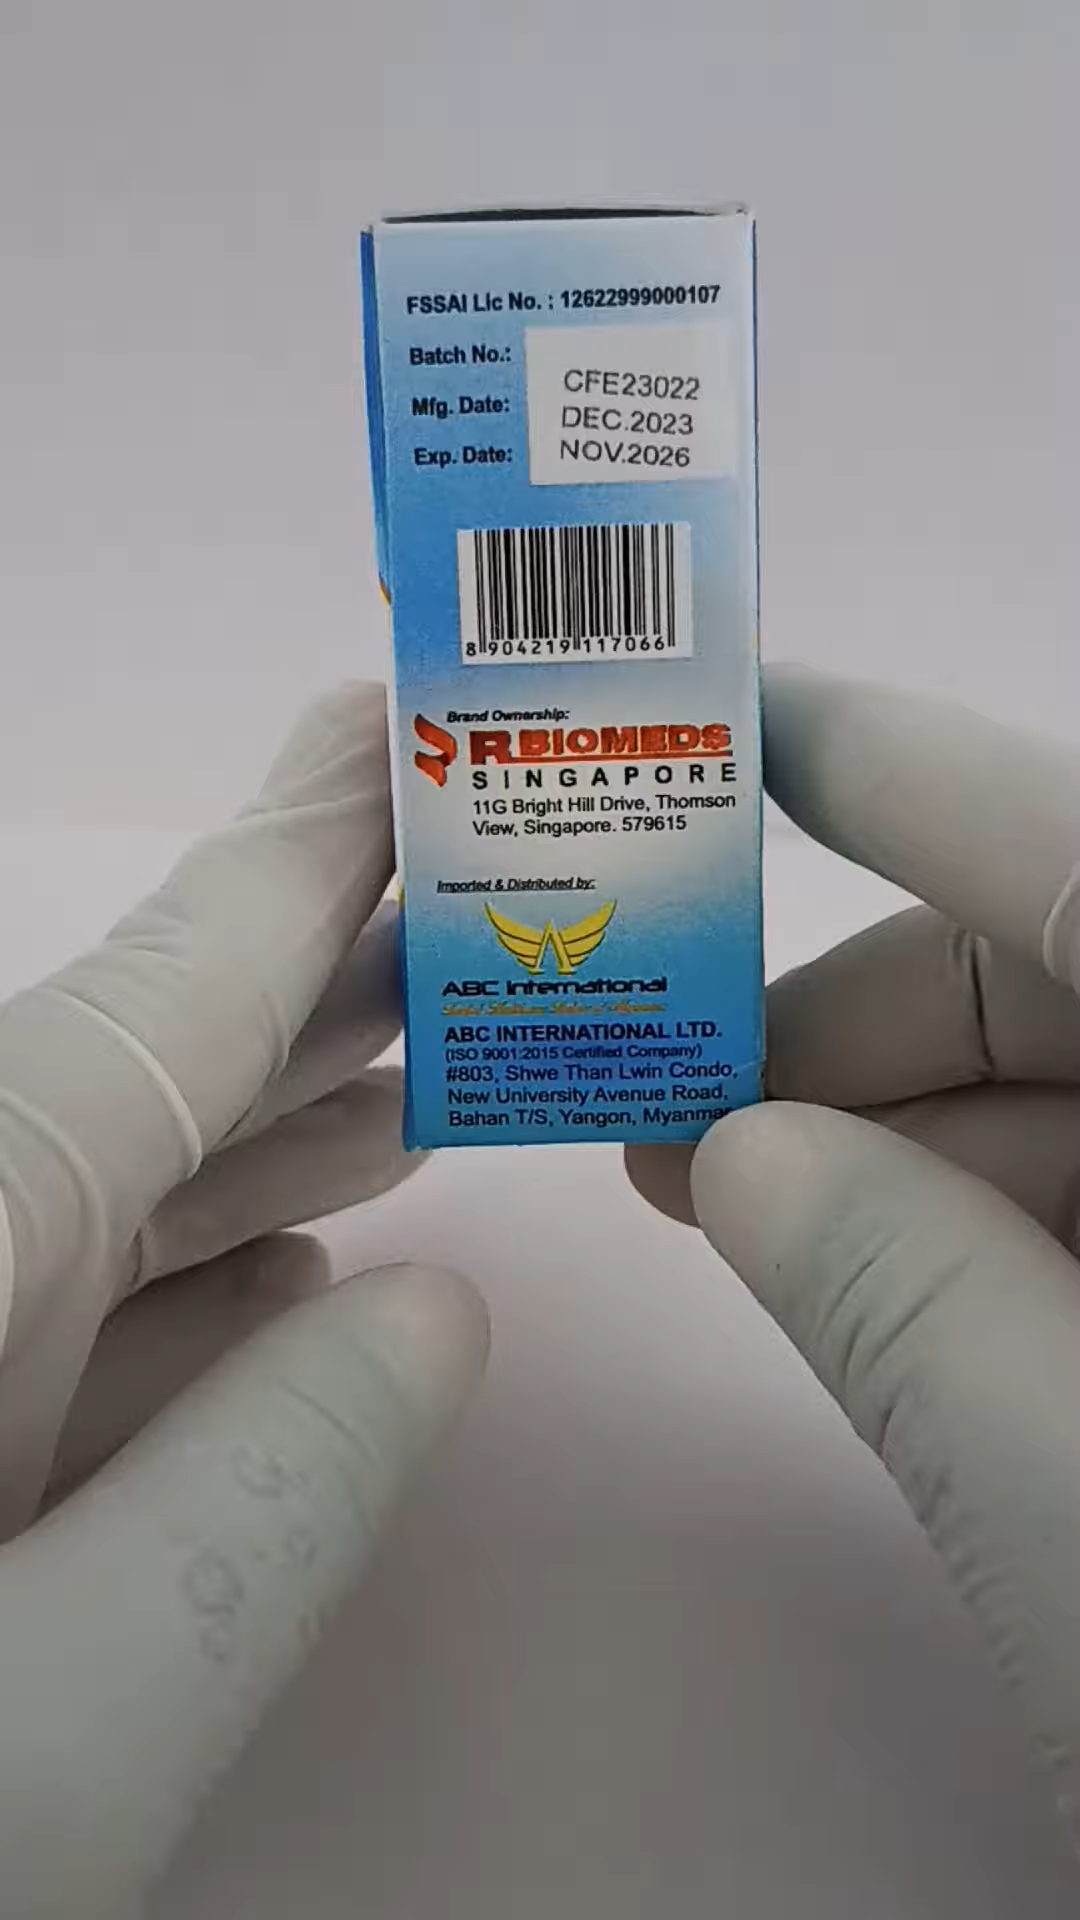 FSSAI Lic No. : 12622999000107
Batch No.: CFE23022
Mfg. Date: DEC.2023
Exp. Date: NOV.2026
8 904219 117066
Brand Ownership:
R BIOMEDS
SINGAPORE
11G Bright Hill Drive, Thomson
View, Singapore. 579615
Imported & Distributed by:
ABC International
ABC INTERNATIONAL LTD.
(ISO 9001:2015 Certified Company)
#803, Shwe Than Lwin Condo,
New University Avenue Road,
Bahan T/S, Yangon, Myanmar